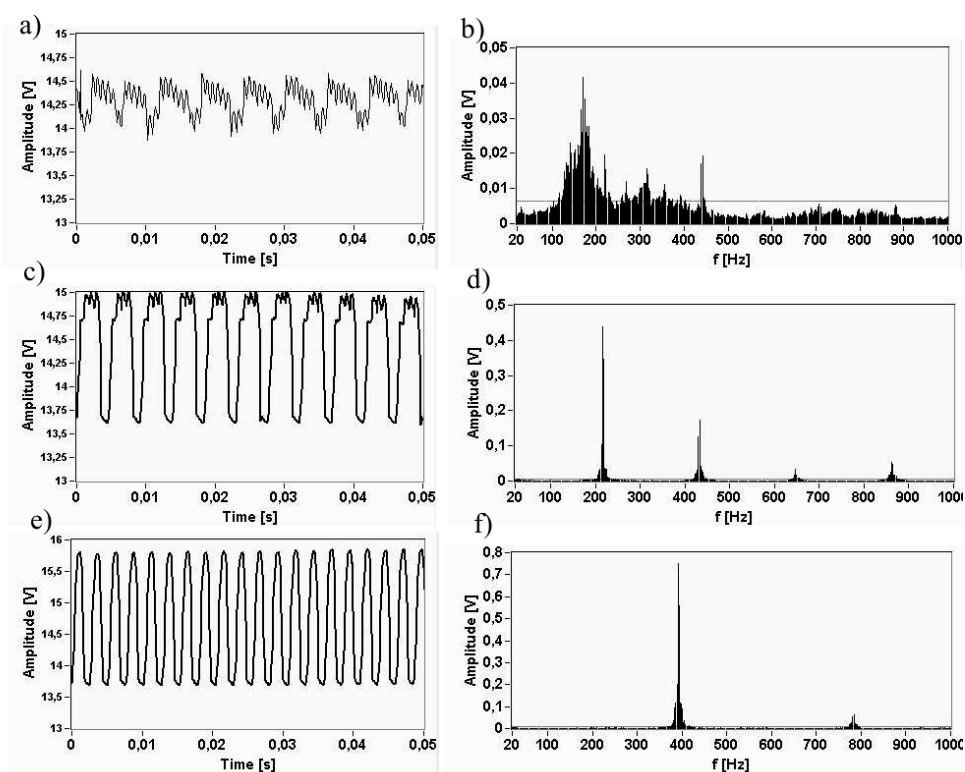 a)
15
14,75
14,5
14,25
14
13,75
13,5
13,25
13
Amplitude [V]
0 0,01 0,02 0,03 0,04 0,05
Time [s]
b)
0,05
0,04
0,03
0,02
0,01
0
Amplitude [V]
20 100 200 300 400 500 600 700 800 900 1000
f [Hz]
c)
15
14,75
14,5
14,25
14
13,75
13,5
13,25
13
Amplitude [V]
0 0,01 0,02 0,03 0,04 0,05
Time [s]
d)
0,5
0,4
0,3
0,2
0,1
0
Amplitude [V]
20 100 200 300 400 500 600 700 800 900 1000
f [Hz]
e)
16
15,5
15
14,5
14
13,5
13
Amplitude [V]
0 0,01 0,02 0,03 0,04 0,05
Time [s]
f)
0,8
0,7
0,6
0,5
0,4
0,3
0,2
0,1
0
Amplitude [V]
20 100 200 300 400 500 600 700 800 900 1000
f [Hz]